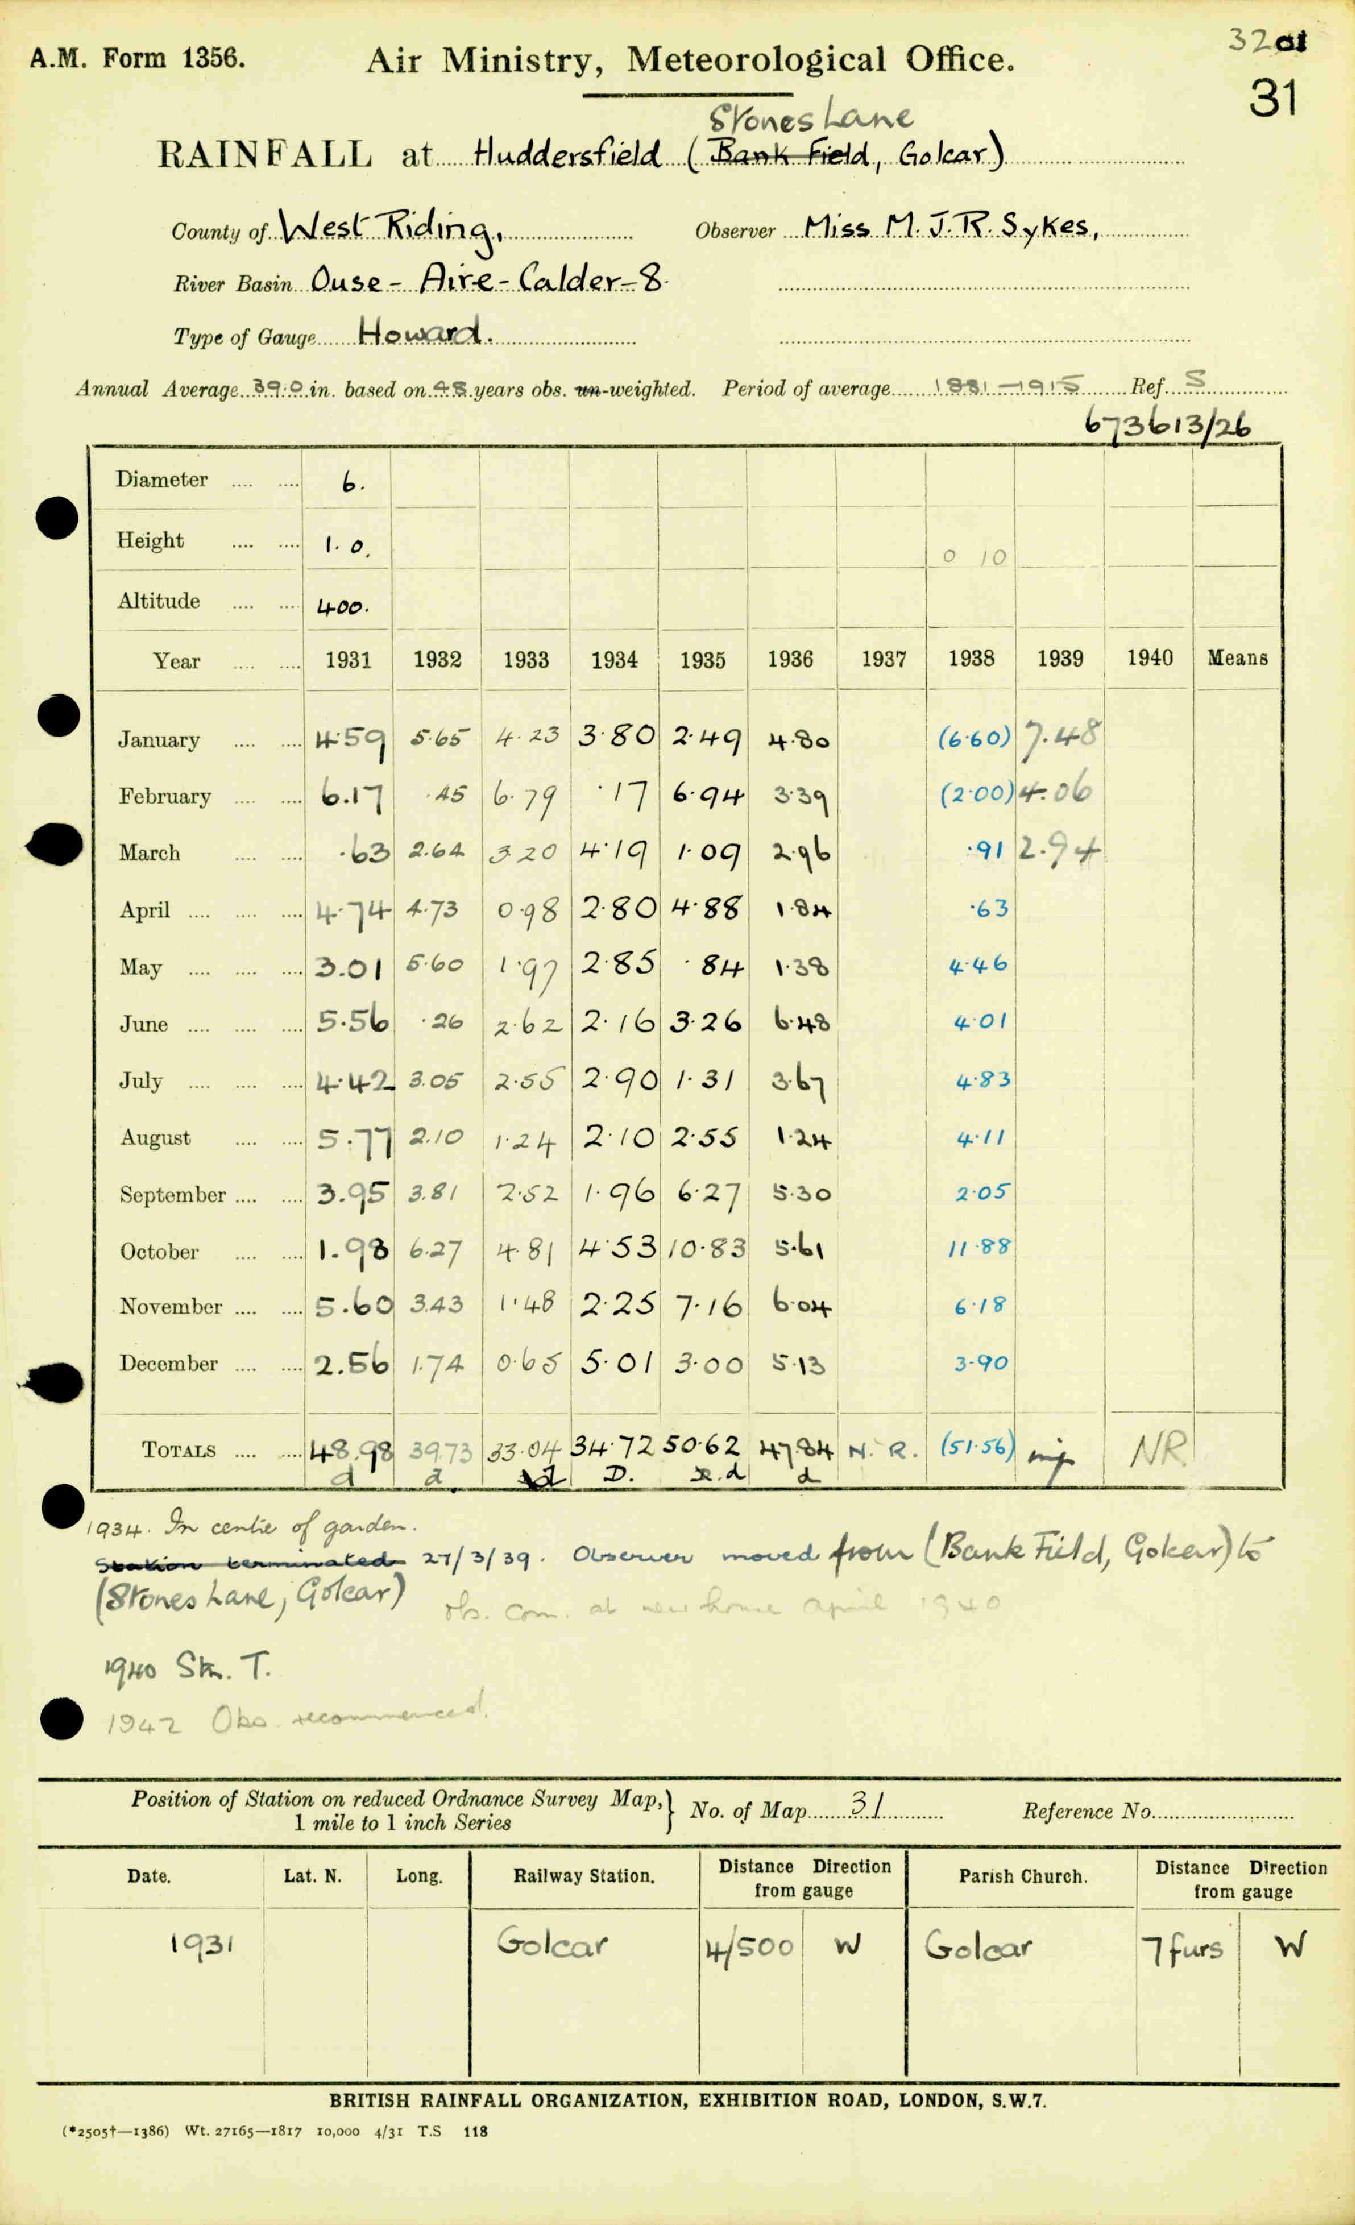 A.M. Form 1356.
Air Ministry, Meteorological Office.
32
31
Stones Lane
RAINFALL at Huddersfield (Bank Field, Golcar)
County of West Riding,
Observer Miss M. J. R. Sykes,
River Basin Ouse - Aire - Calder - 8
Type of Gauge Howard.
Annual Average 39.0 in. based on 48 years obs. un-weighted. Period of average 1881-1915 Ref. S
673613/26
Diameter 6.
Height 1. 0. 0 10
Altitude 400.
Year 1931 1932 1933 1934 1935 1936 1937 1938 1939 1940 Means
January 4.59 5.65 4.23 3.80 2.49 4.80 (6.60) 7.48
February 6.17 .45 6.79 .17 6.94 3.39 (2.00) 4.06
March .63 2.64 3.20 4.19 1.09 2.96 .91 2.94
April 4.74 4.73 0.98 2.80 4.88 1.84 .63
May 3.01 5.60 1.97 2.85 .84 1.38 4.46
June 5.56 .26 2.62 2.16 3.26 6.48 4.01
July 4.42 3.05 2.55 2.90 1.31 3.67 4.83
August 5.77 2.10 1.24 2.10 2.55 1.24 4.11
September 3.95 3.81 2.52 1.96 6.27 5.30 2.05
October 1.98 6.27 4.81 4.53 10.83 5.61 11.88
November 5.60 3.43 1.48 2.25 7.16 6.04 6.18
December 2.56 1.74 0.65 5.01 3.00 5.13 3.90
TOTALS 48.98 39.73 33.04 34.72 50.62 47.84 N. R. (51.56) NR
d d d D. d d
1934. In centre of garden.
Station terminated 27/3/39. Observer moved from (Bank Field, Golcar) to
(Stones Lane, Golcar) obs. com. at new house April 1940
1940 Stn. T.
1942 Obs. recommenced.
Position of Station on reduced Ordnance Survey Map,
1 mile to 1 inch Series
No. of Map 31 Reference No.
Date. Lat. N. Long. Railway Station. Distance Direction from gauge Parish Church. Distance Direction from gauge
1931 Golcar 4/500 W Golcar 7 furs W
BRITISH RAINFALL ORGANIZATION, EXHIBITION ROAD, LONDON, S.W.7.
(*2505†—1386) Wt. 27165—1817 10,000 4/31 T.S 118